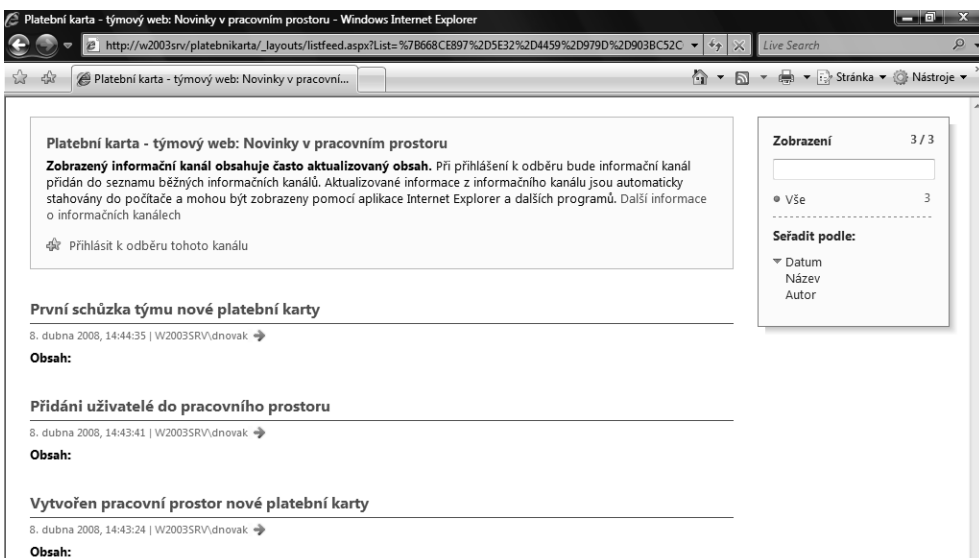 Platební karta - týmový web: Novinky v pracovním prostoru - Windows Internet Explorer
http://w2003srv/platebnikarta/_layouts/listfeed.aspx?List=%7B668CE897%2D5E32%2D4459%2D979D%2D903BC52C
Live Search
Platební karta - týmový web: Novinky v pracovní...
Stránka
Nástroje
Platební karta - týmový web: Novinky v pracovním prostoru
Zobrazený informační kanál obsahuje často aktualizovaný obsah. Při přihlášení k odběru bude informační kanál
přidán do seznamu běžných informačních kanálů. Aktualizované informace z informačního kanálu jsou automaticky
stahovány do počítače a mohou být zobrazeny pomocí aplikace Internet Explorer a dalších programů. Další informace
o informačních kanálech
Přihlásit k odběru tohoto kanálu
První schůzka týmu nové platební karty
8. dubna 2008, 14:44:35 | W2003SRV\dnovak
Obsah:
Přidáni uživatelé do pracovního prostoru
8. dubna 2008, 14:43:41 | W2003SRV\dnovak
Obsah:
Vytvořen pracovní prostor nové platební karty
8. dubna 2008, 14:43:24 | W2003SRV\dnovak
Obsah:
Zobrazení 3 / 3
Vše 3
Seřadit podle:
Datum
Název
Autor